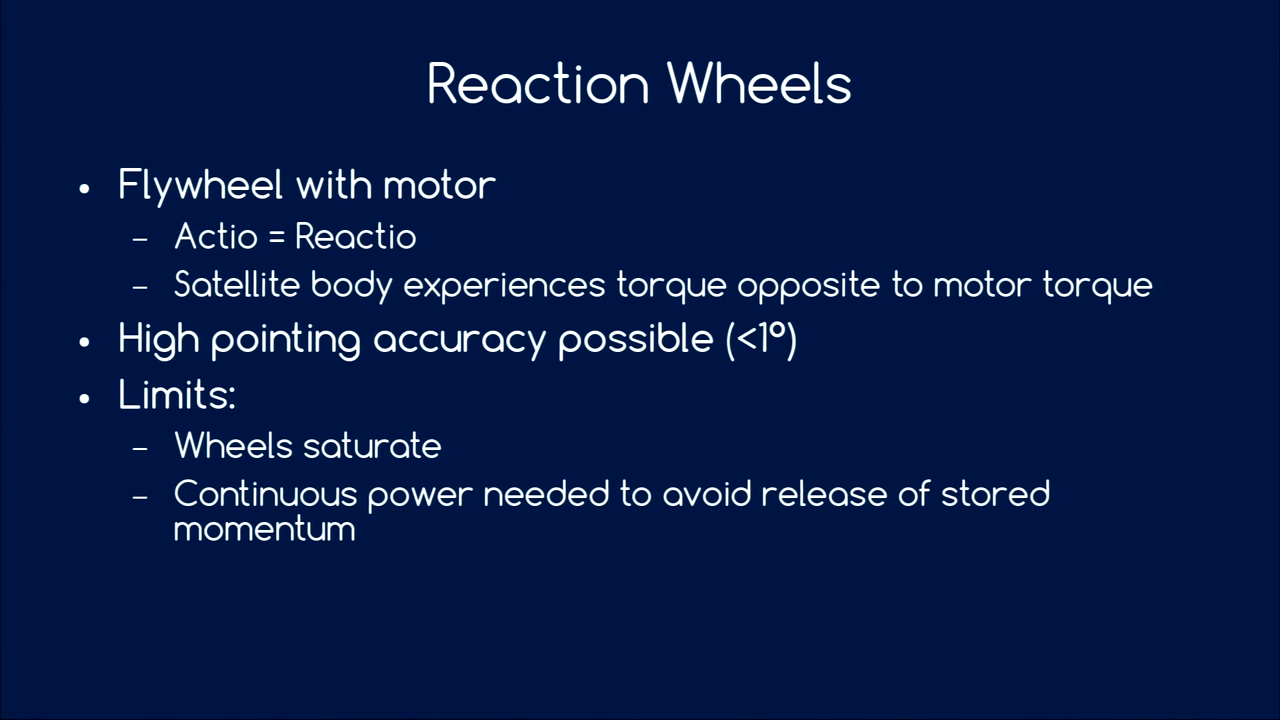 Reaction Wheels
• Flywheel with motor
– Actio = Reactio
– Satellite body experiences torque opposite to motor torque
• High pointing accuracy possible (<1º)
• Limits:
– Wheels saturate
– Continuous power needed to avoid release of stored
momentum